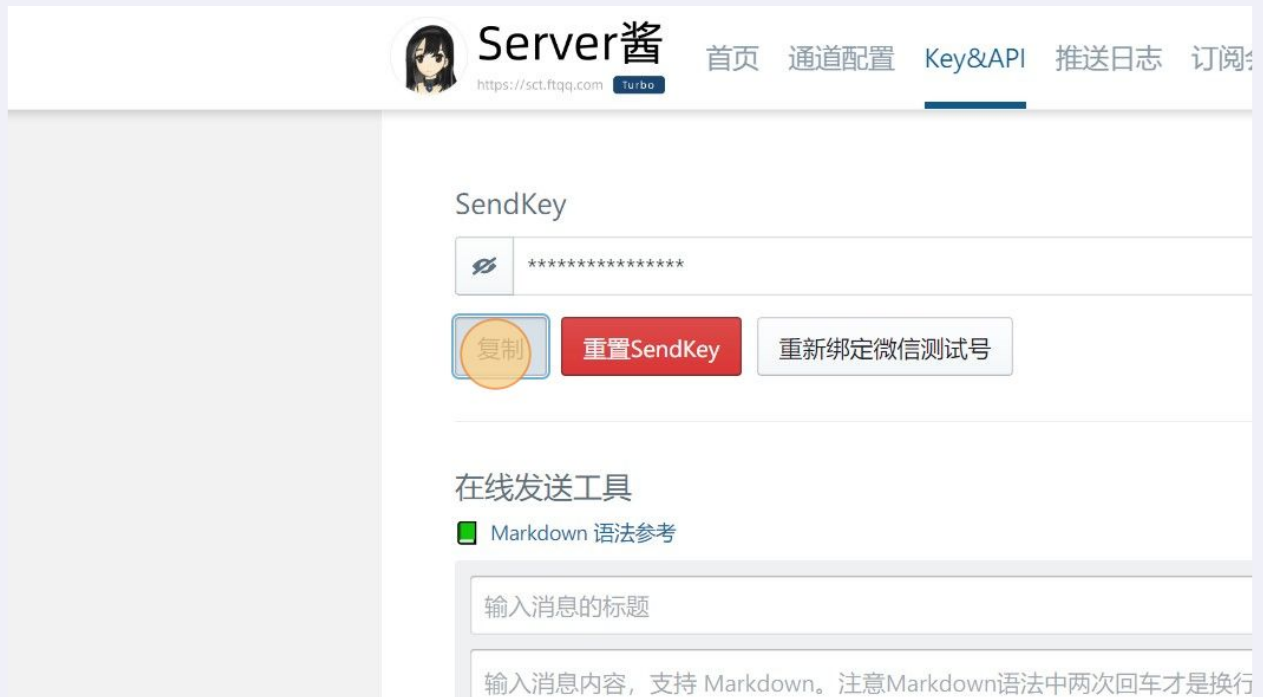 Server酱
https://sct.ftqq.com Turbo
首页 通道配置 Key&API 推送日志 订阅会
SendKey
****************
复制 重置SendKey 重新绑定微信测试号
在线发送工具
Markdown 语法参考
输入消息的标题
输入消息内容，支持 Markdown。注意Markdown语法中两次回车才是换行